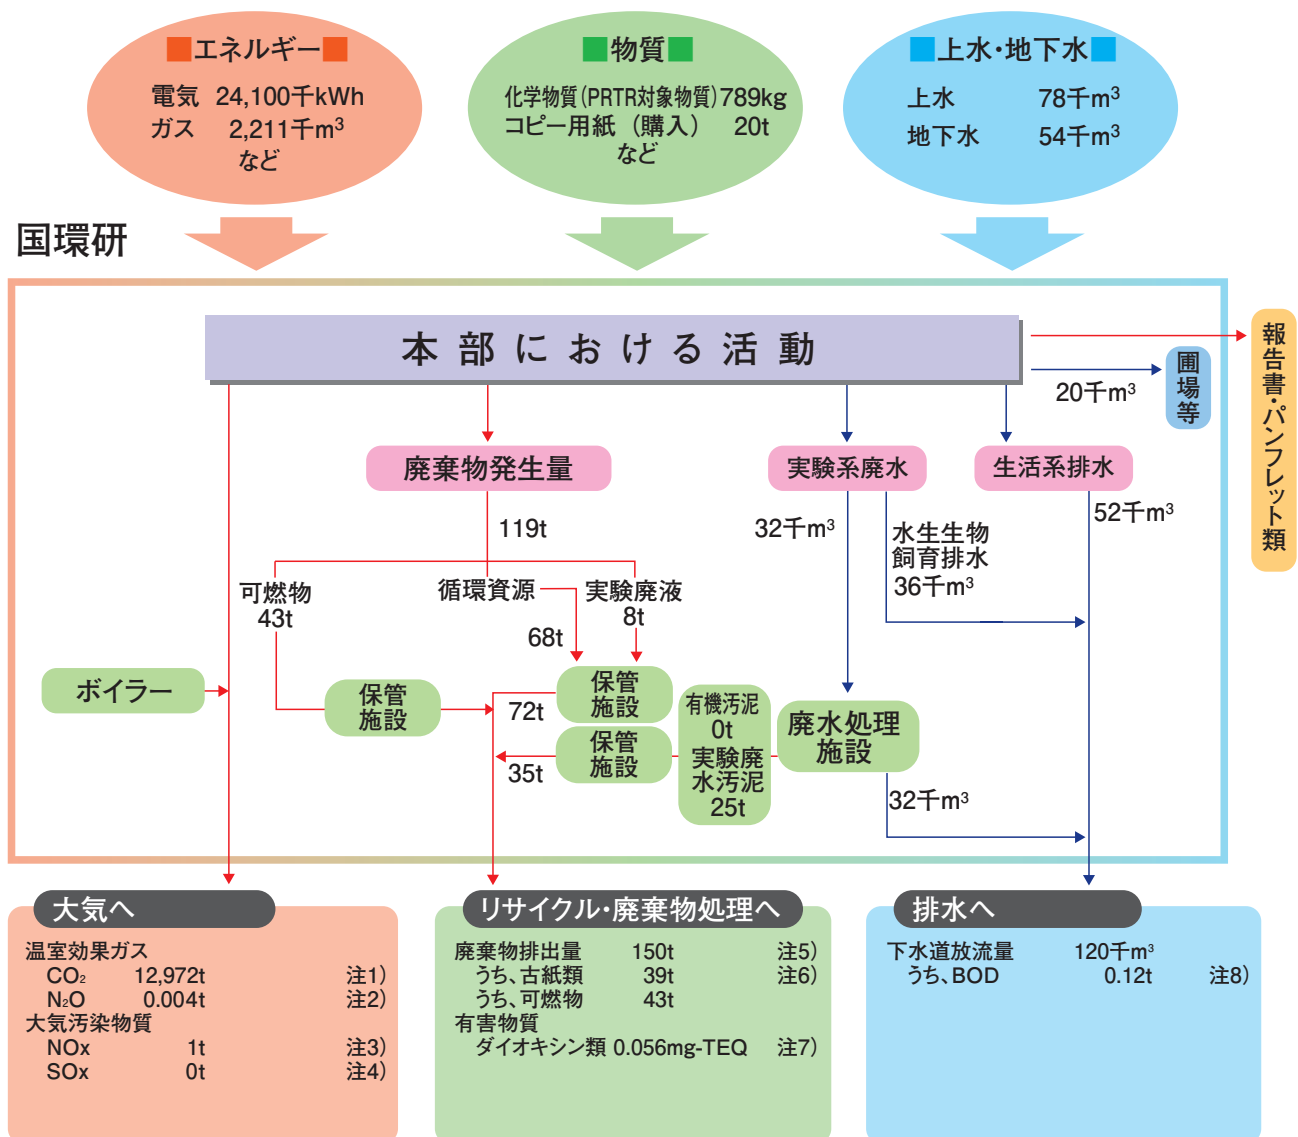 ■エネルギー■
電気 24,100千kWh
ガス 2,211千m³
など
■物質■
化学物質(PRTR対象物質)789kg
コピー用紙(購入) 20t
など
■上水・地下水■
上水 78千m³
地下水 54千m³
国環研
本部における活動
報告書・パンフレット類
20千m³
圃場等
廃棄物発生量
実験系廃水
生活系排水
119t
32千m³
水生生物
飼育排水
36千m³
52千m³
可燃物
43t
循環資源
68t
実験廃液
8t
ボイラー
保管
施設
72t
保管
施設
35t
保管
施設
有機汚泥
0t
実験廃
水汚泥
25t
廃水処理
施設
32千m³
大気へ
温室効果ガス
CO₂ 12,972t 注1)
N₂O 0.004t 注2)
大気汚染物質
NOx 1t 注3)
SOx 0t 注4)
リサイクル・廃棄物処理へ
廃棄物排出量 150t 注5)
うち、古紙類 39t 注6)
うち、可燃物 43t
有害物質
ダイオキシン類 0.056mg-TEQ 注7)
排水へ
下水道放流量 120千m³
うち、BOD 0.12t 注8)